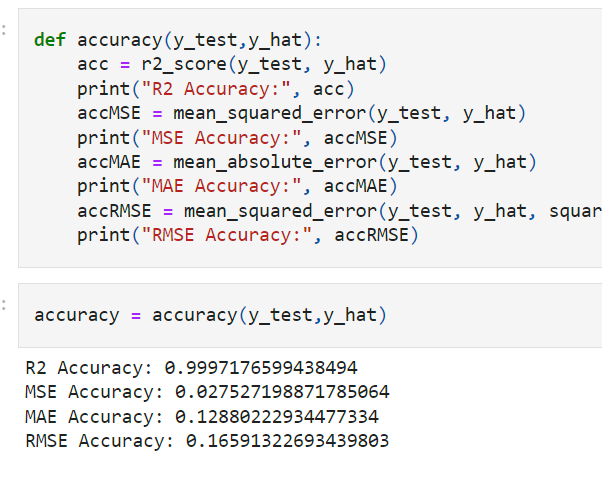 def accuracy(y_test,y_hat):
    acc = r2_score(y_test, y_hat)
    print("R2 Accuracy:", acc)
    accMSE = mean_squared_error(y_test, y_hat)
    print("MSE Accuracy:", accMSE)
    accMAE = mean_absolute_error(y_test, y_hat)
    print("MAE Accuracy:", accMAE)
    accRMSE = mean_squared_error(y_test, y_hat, squar
    print("RMSE Accuracy:", accRMSE)
accuracy = accuracy(y_test,y_hat)
R2 Accuracy: 0.9997176599438494
MSE Accuracy: 0.027527198871785064
MAE Accuracy: 0.12880222934477334
RMSE Accuracy: 0.16591322693439803